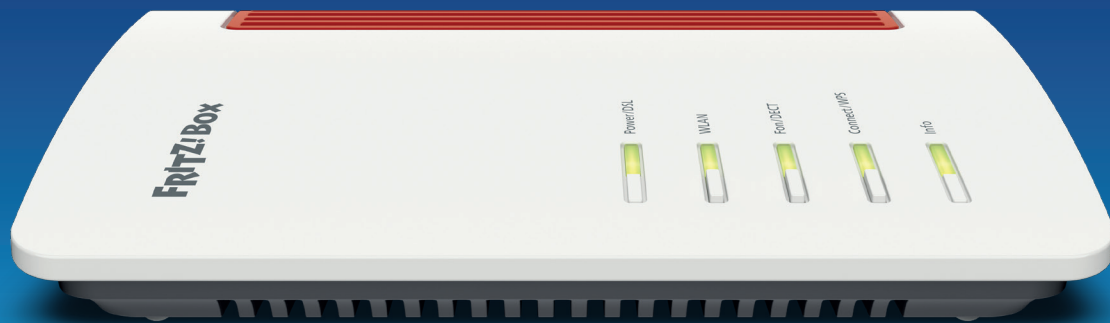 FRITZ!Box
Power/DSL
WLAN
Fon/DECT
Connect/WPS
Info